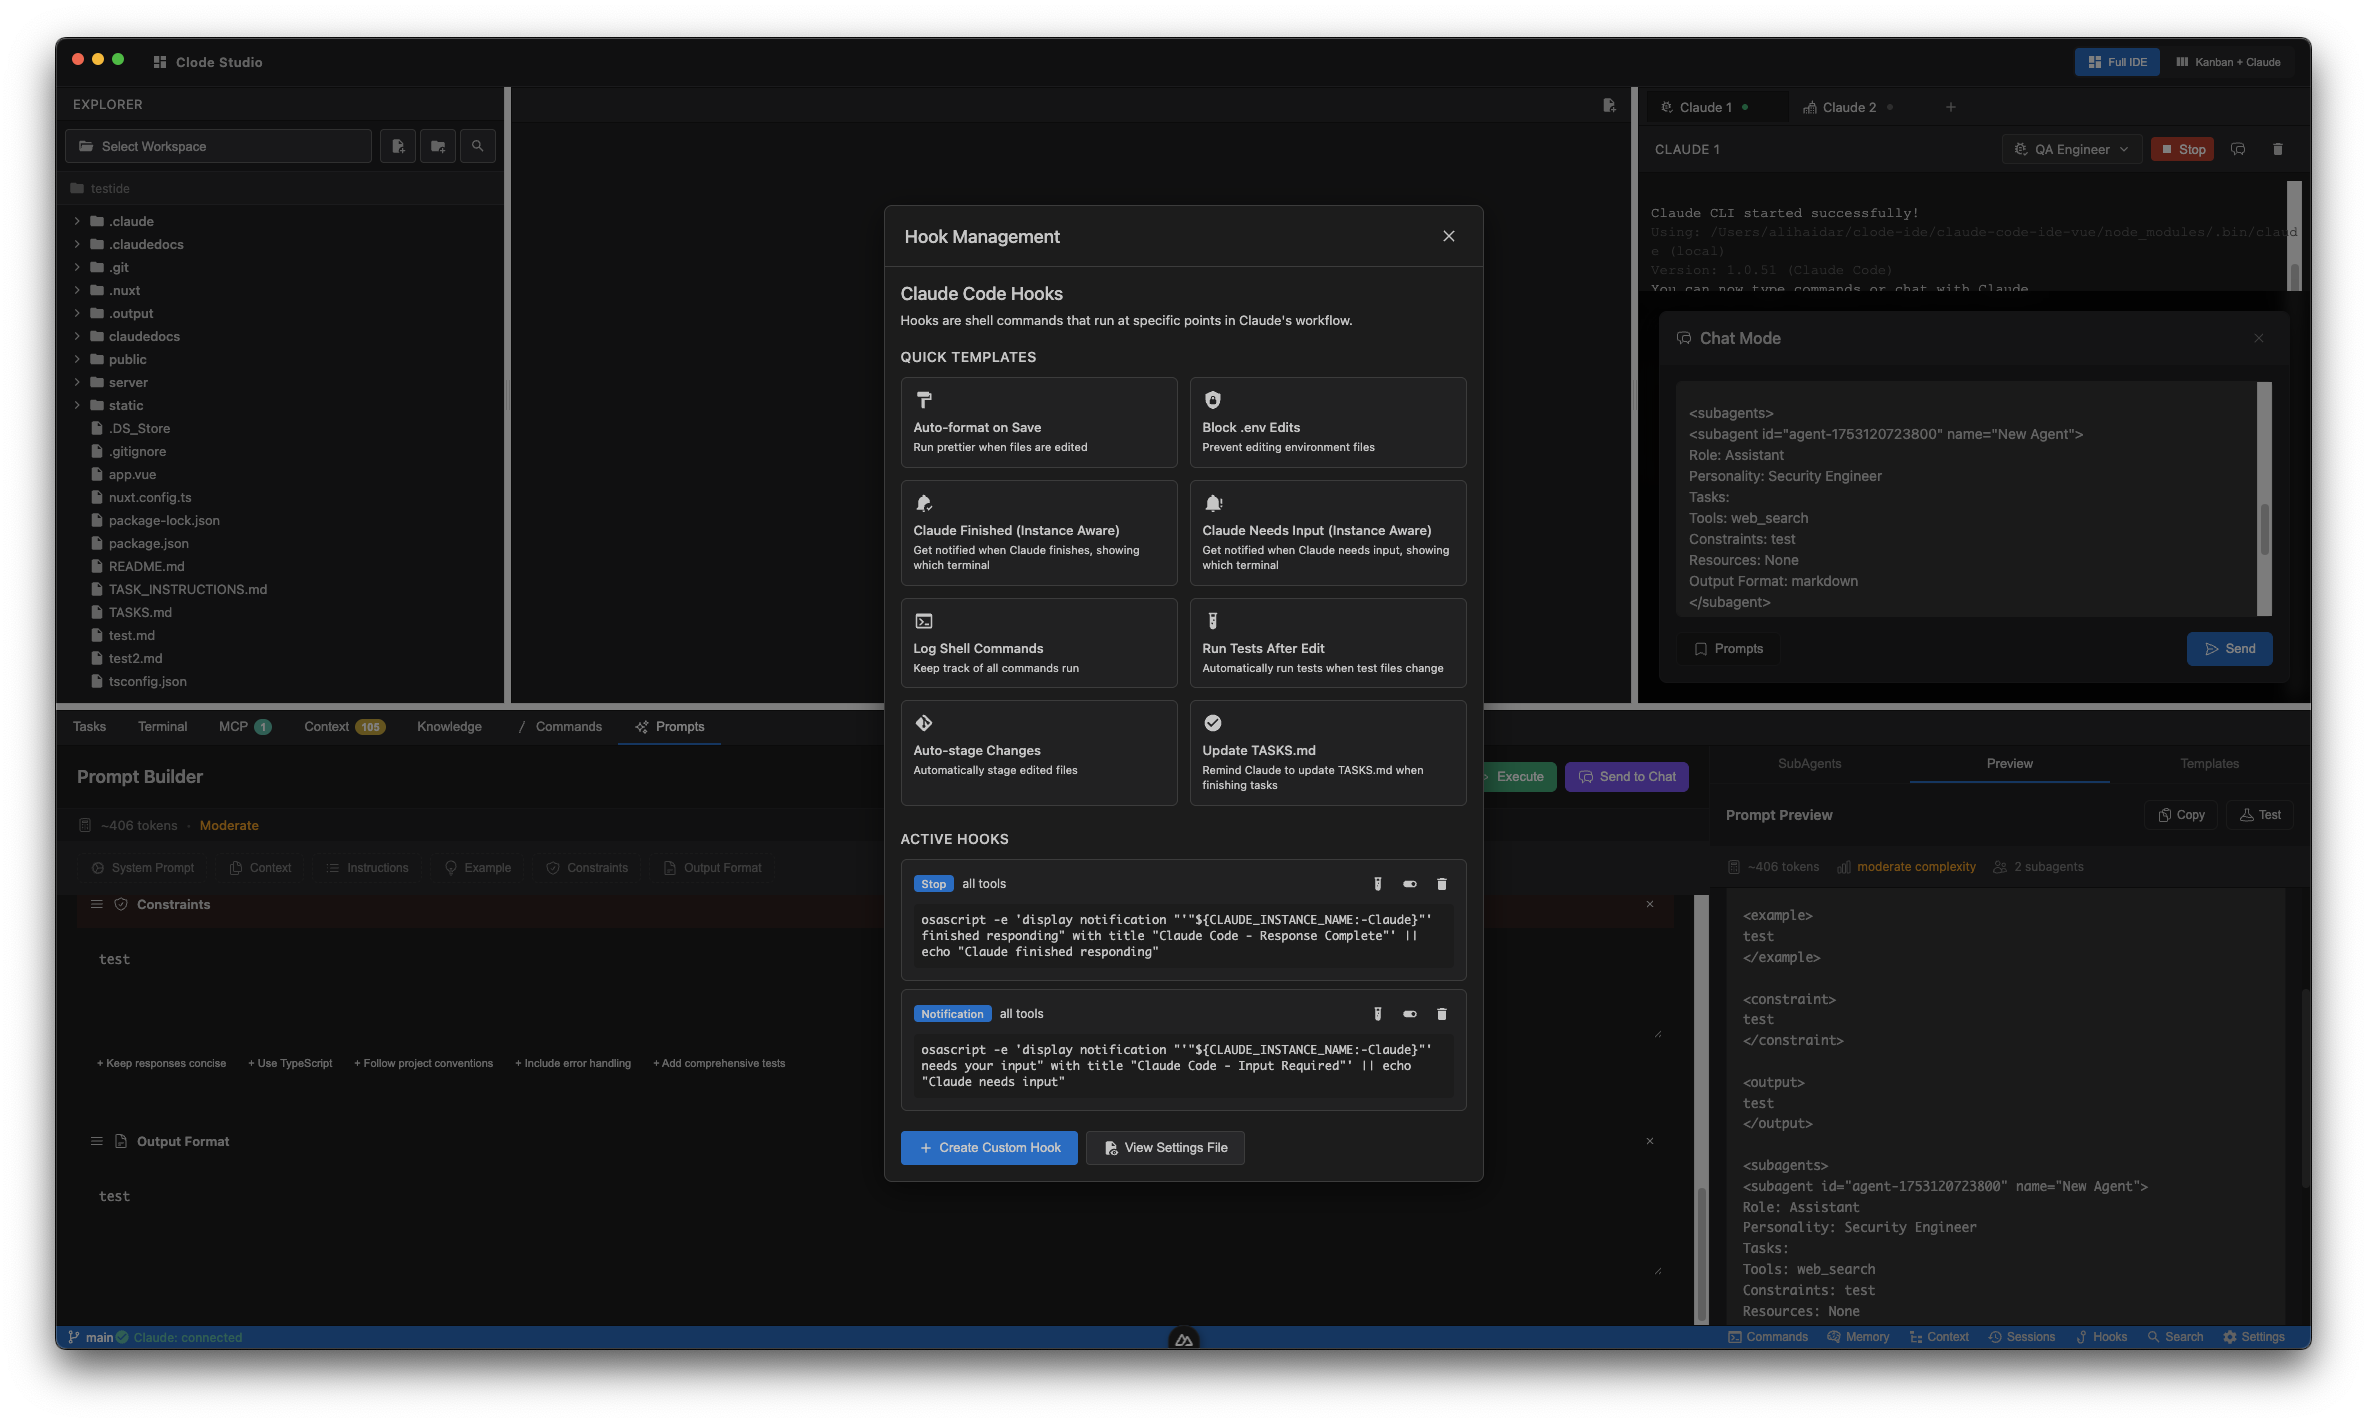 Clode Studio
Full IDE
Kanban + Claude
EXPLORER
Select Workspace
testide
.claude
.claudedocs
.git
.nuxt
.output
claudedocs
public
server
static
.DS_Store
.gitignore
app.vue
nuxt.config.ts
package-lock.json
package.json
README.md
TASK_INSTRUCTIONS.md
TASKS.md
test.md
test2.md
tsconfig.json
Claude 1
Claude 2
CLAUDE 1
QA Engineer
Stop
Claude CLI started successfully!
Using: /Users/alihaidar/clode-ide/claude-code-ide-vue/node_modules/.bin/claud
e (local)
Version: 1.0.51 (Claude Code)
You can now type commands or chat with Claude
Chat Mode
<subagents>
<subagent id="agent-1753120723800" name="New Agent">
Role: Assistant
Personality: Security Engineer
Tasks:
Tools: web_search
Constraints: test
Resources: None
Output Format: markdown
</subagent>
Prompts
Send
Hook Management
Claude Code Hooks
Hooks are shell commands that run at specific points in Claude's workflow.
QUICK TEMPLATES
Auto-format on Save
Run prettier when files are edited
Block .env Edits
Prevent editing environment files
Claude Finished (Instance Aware)
Get notified when Claude finishes, showing
which terminal
Claude Needs Input (Instance Aware)
Get notified when Claude needs input, showing
which terminal
Log Shell Commands
Keep track of all commands run
Run Tests After Edit
Automatically run tests when test files change
Auto-stage Changes
Automatically stage edited files
Update TASKS.md
Remind Claude to update TASKS.md when
finishing tasks
ACTIVE HOOKS
Stop all tools
osascript -e 'display notification "'"${CLAUDE_INSTANCE_NAME:-Claude}"'
finished responding" with title "Claude Code - Response Complete"' ||
echo "Claude finished responding"
Notification all tools
osascript -e 'display notification "'"${CLAUDE_INSTANCE_NAME:-Claude}"'
needs your input" with title "Claude Code - Input Required"' || echo
"Claude needs input"
+ Create Custom Hook
View Settings File
Tasks
Terminal
MCP 1
Context 105
Knowledge
/ Commands
Prompts
Prompt Builder
Execute
Send to Chat
~406 tokens · Moderate
System Prompt
Context
Instructions
Example
Constraints
Output Format
Constraints
test
+ Keep responses concise
+ Use TypeScript
+ Follow project conventions
+ Include error handling
+ Add comprehensive tests
Output Format
test
SubAgents
Preview
Templates
Prompt Preview
Copy
Test
~406 tokens
moderate complexity
2 subagents
<example>
test
</example>
<constraint>
test
</constraint>
<output>
test
</output>
<subagents>
<subagent id="agent-1753120723800" name="New Agent">
Role: Assistant
Personality: Security Engineer
Tasks:
Tools: web_search
Constraints: test
Resources: None
main
Claude: connected
Commands
Memory
Context
Sessions
Hooks
Search
Settings